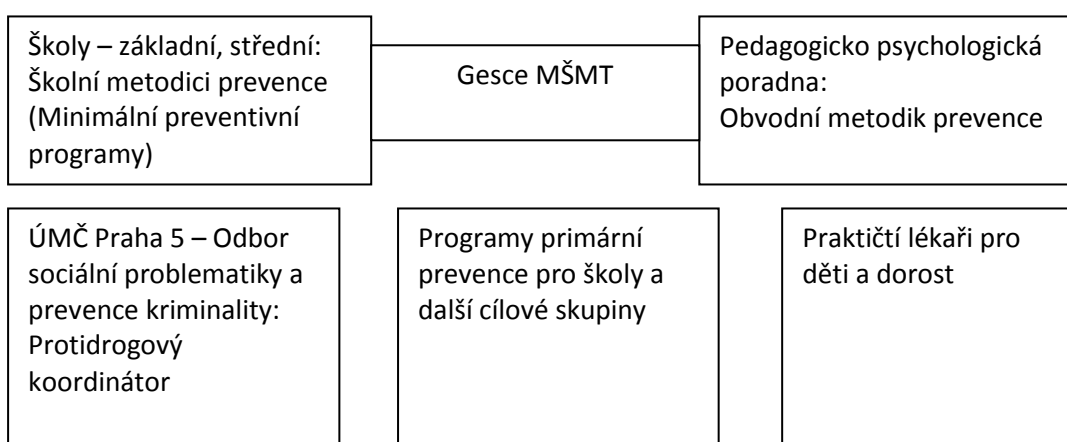 Školy – základní, střední:
Školní metodici prevence
(Minimální preventivní
programy)
Gesce MŠMT
Pedagogicko psychologická
poradna:
Obvodní metodik prevence
ÚMČ Praha 5 – Odbor
sociální problematiky a
prevence kriminality:
Protidrogový
koordinátor
Programy primární
prevence pro školy a
další cílové skupiny
Praktičtí lékaři pro
děti a dorost